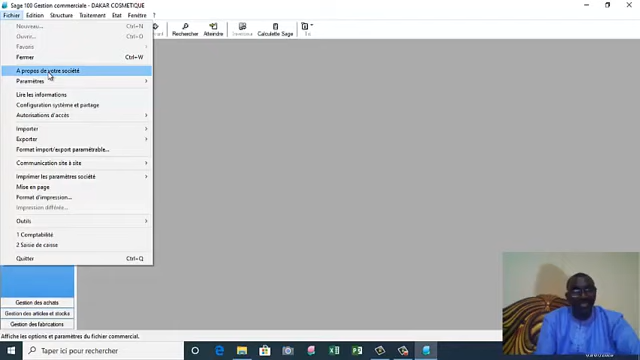 Sage 100 Gestion commerciale - DAKAR COSMETIQUE
Fichier Edition Structure Traitement Etat Fenêtre ?
Nouveau... Ctrl+N
Ouvrir... Ctrl+O
Favoris
Fermer Ctrl+W
A propos de votre société
Paramètres
Lire les informations
Configuration système et partage
Autorisations d'accès
Importer
Exporter
Format import/export paramétrable...
Communication site à site
Imprimer les paramètres société
Mise en page
Format d'impression...
Impression différée...
Outils
1 Comptabilité
2 Saisie de caisse
Quitter Ctrl+Q
Rechercher Atteindre Calculette Sage
Gestion des achats
Gestion des articles et stocks
Gestion des fabrications
Affiche les options et paramètres du fichier commercial.
Taper ici pour rechercher